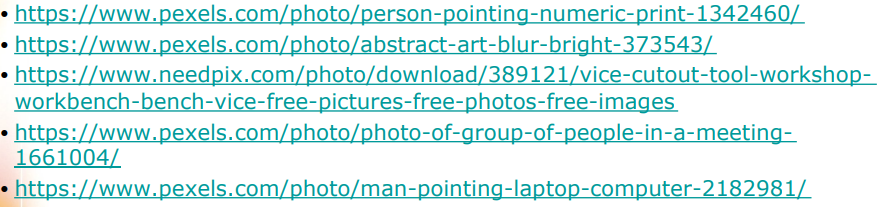 • https://www.pexels.com/photo/person-pointing-numeric-print-1342460/
• https://www.pexels.com/photo/abstract-art-blur-bright-373543/
• https://www.needpix.com/photo/download/389121/vice-cutout-tool-workshop-
workbench-bench-vice-free-pictures-free-photos-free-images
• https://www.pexels.com/photo/photo-of-group-of-people-in-a-meeting-
1661004/
• https://www.pexels.com/photo/man-pointing-laptop-computer-2182981/